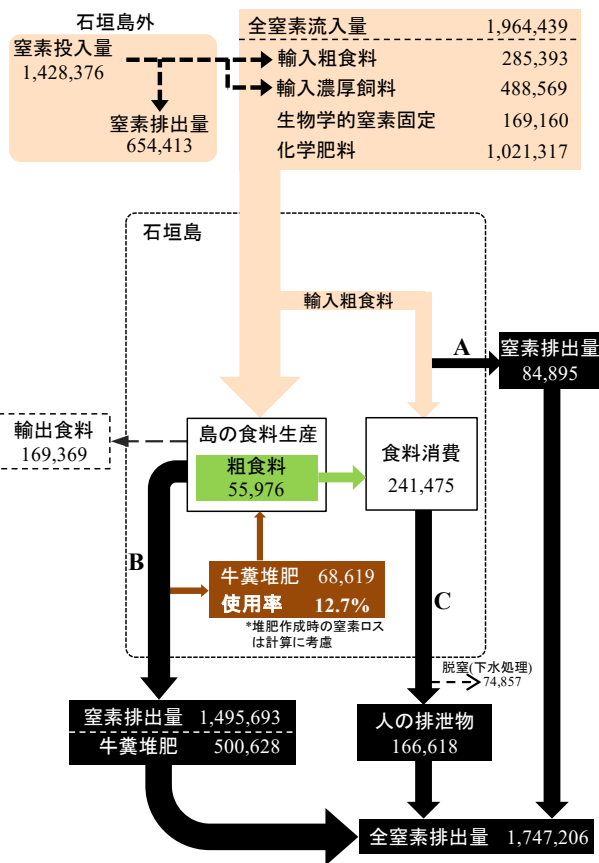 石垣島外
窒素投入量
1,428,376
窒素排出量
654,413
全窒素流入量 1,964,439
輸入粗食料 285,393
輸入濃厚飼料 488,569
生物学的窒素固定 169,160
化学肥料 1,021,317
石垣島
輸入粗食料
A
窒素排出量
84,895
輸出食料
169,369
島の食料生産
粗食料
55,976
食料消費
241,475
B
牛糞堆肥 68,619
使用率 12.7%
*堆肥作成時の窒素ロス
は計算に考慮
C
脱窒(下水処理)
74,857
窒素排出量 1,495,693
牛糞堆肥 500,628
人の排泄物
166,618
全窒素排出量 1,747,206